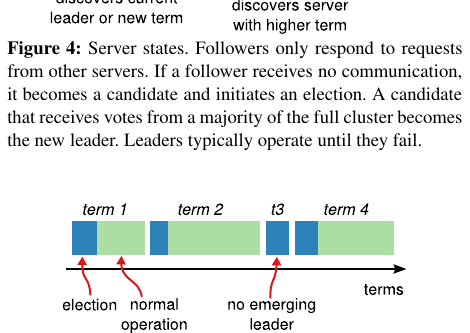 discovers current
leader or new term
discovers server
with higher term
Figure 4: Server states. Followers only respond to requests
from other servers. If a follower receives no communication,
it becomes a candidate and initiates an election. A candidate
that receives votes from a majority of the full cluster becomes
the new leader. Leaders typically operate until they fail.
term 1 term 2 t3 term 4
terms
election normal operation no emerging leader